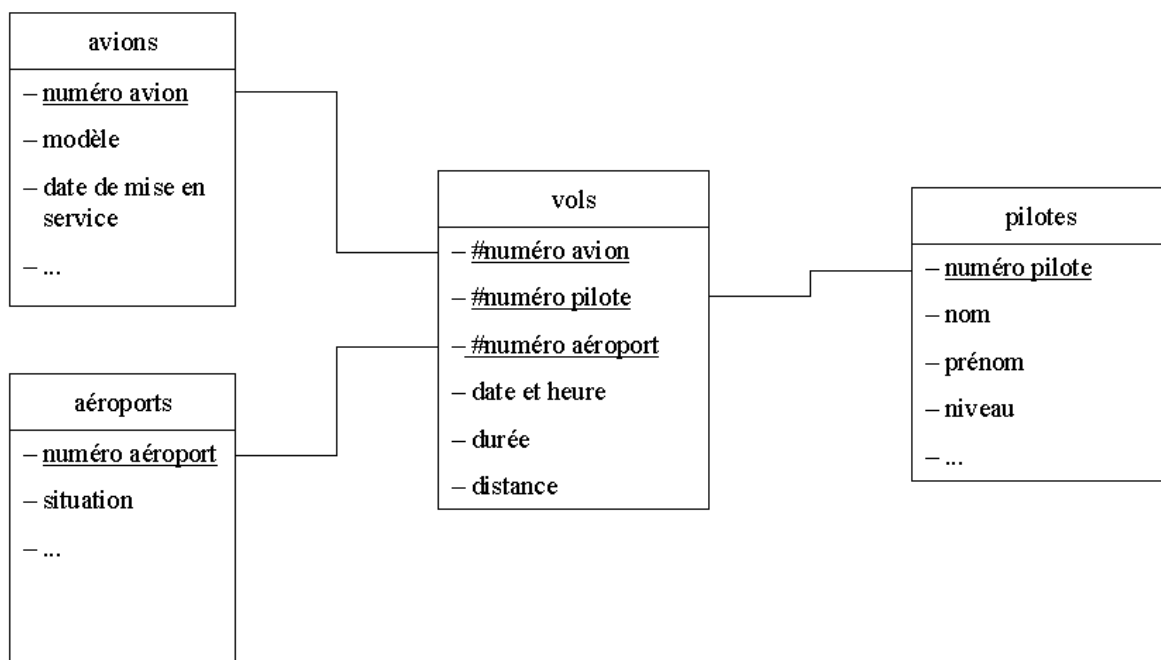 avions
– numéro avion
– modèle
– date de mise en
service
– ...
aéroports
– numéro aéroport
– situation
– ...
vols
– #numéro avion
– #numéro pilote
– #numéro aéroport
– date et heure
– durée
– distance
pilotes
– numéro pilote
– nom
– prénom
– niveau
– ...